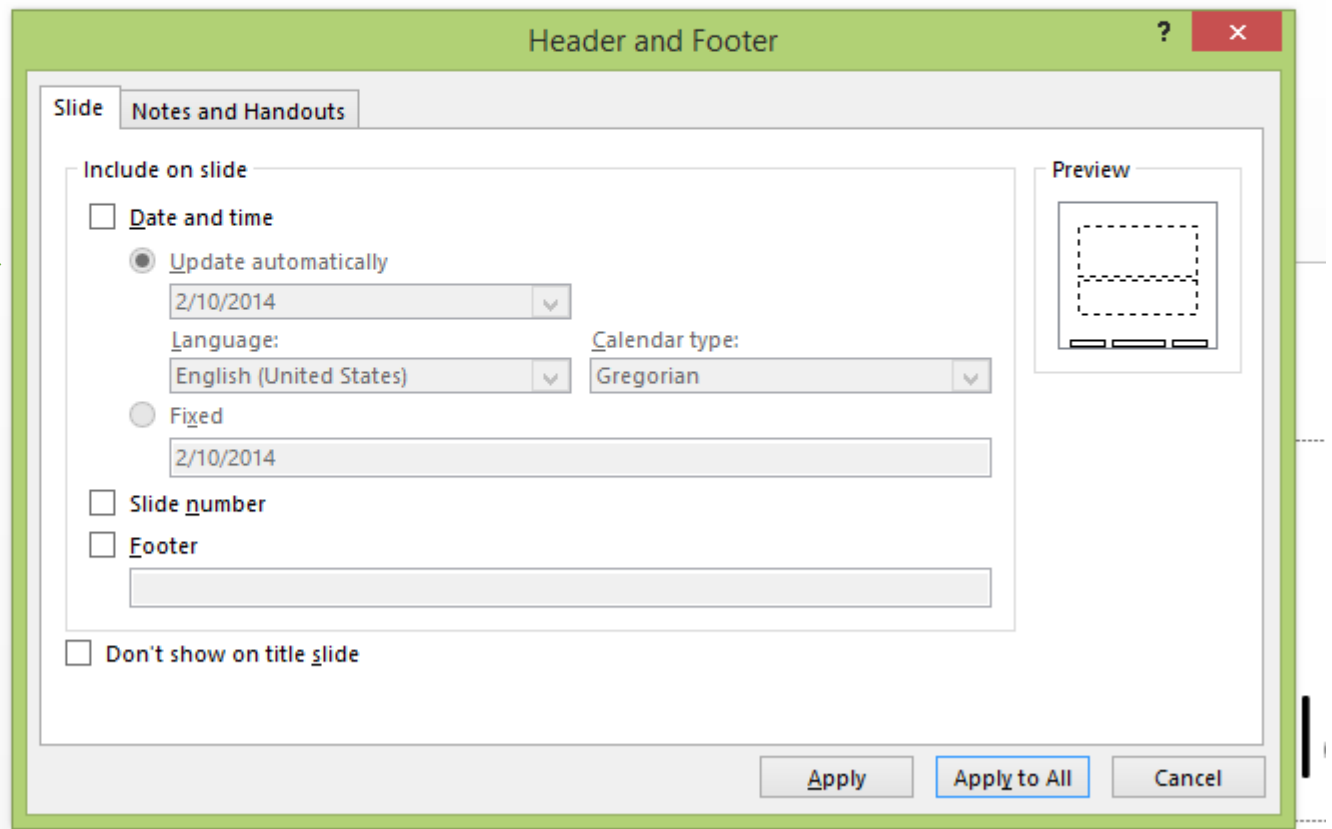 Header and Footer
?
Slide
Notes and Handouts
Include on slide
Preview
Date and time
Update automatically
2/10/2014
Language:
Calendar type:
English (United States)
Gregorian
Fixed
2/10/2014
Slide number
Footer
Don't show on title slide
Apply
Apply to All
Cancel